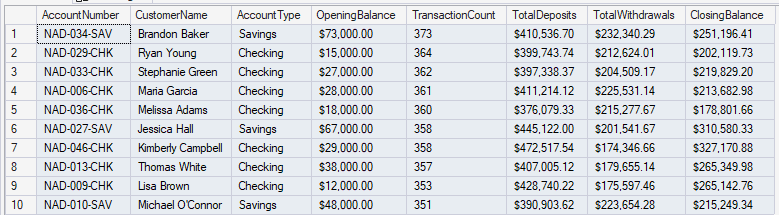 AccountNumber CustomerName AccountType OpeningBalance TransactionCount TotalDeposits TotalWithdrawals ClosingBalance
1 NAD-034-SAV Brandon Baker Savings $73,000.00 373 $410,536.70 $232,340.29 $251,196.41
2 NAD-029-CHK Ryan Young Checking $15,000.00 364 $399,743.74 $212,624.01 $202,119.73
3 NAD-033-CHK Stephanie Green Checking $27,000.00 362 $397,338.37 $204,509.17 $219,829.20
4 NAD-006-CHK Maria Garcia Checking $28,000.00 361 $411,214.12 $225,531.14 $213,682.98
5 NAD-036-CHK Melissa Adams Checking $18,000.00 360 $376,079.33 $215,277.67 $178,801.66
6 NAD-027-SAV Jessica Hall Savings $67,000.00 358 $445,122.00 $201,541.67 $310,580.33
7 NAD-046-CHK Kimberly Campbell Checking $29,000.00 358 $472,517.54 $174,346.66 $327,170.88
8 NAD-013-CHK Thomas White Checking $38,000.00 357 $407,005.12 $179,655.14 $265,349.98
9 NAD-009-CHK Lisa Brown Checking $12,000.00 353 $428,740.22 $175,597.46 $265,142.76
10 NAD-010-SAV Michael O'Connor Savings $48,000.00 351 $390,903.62 $223,654.28 $215,249.34